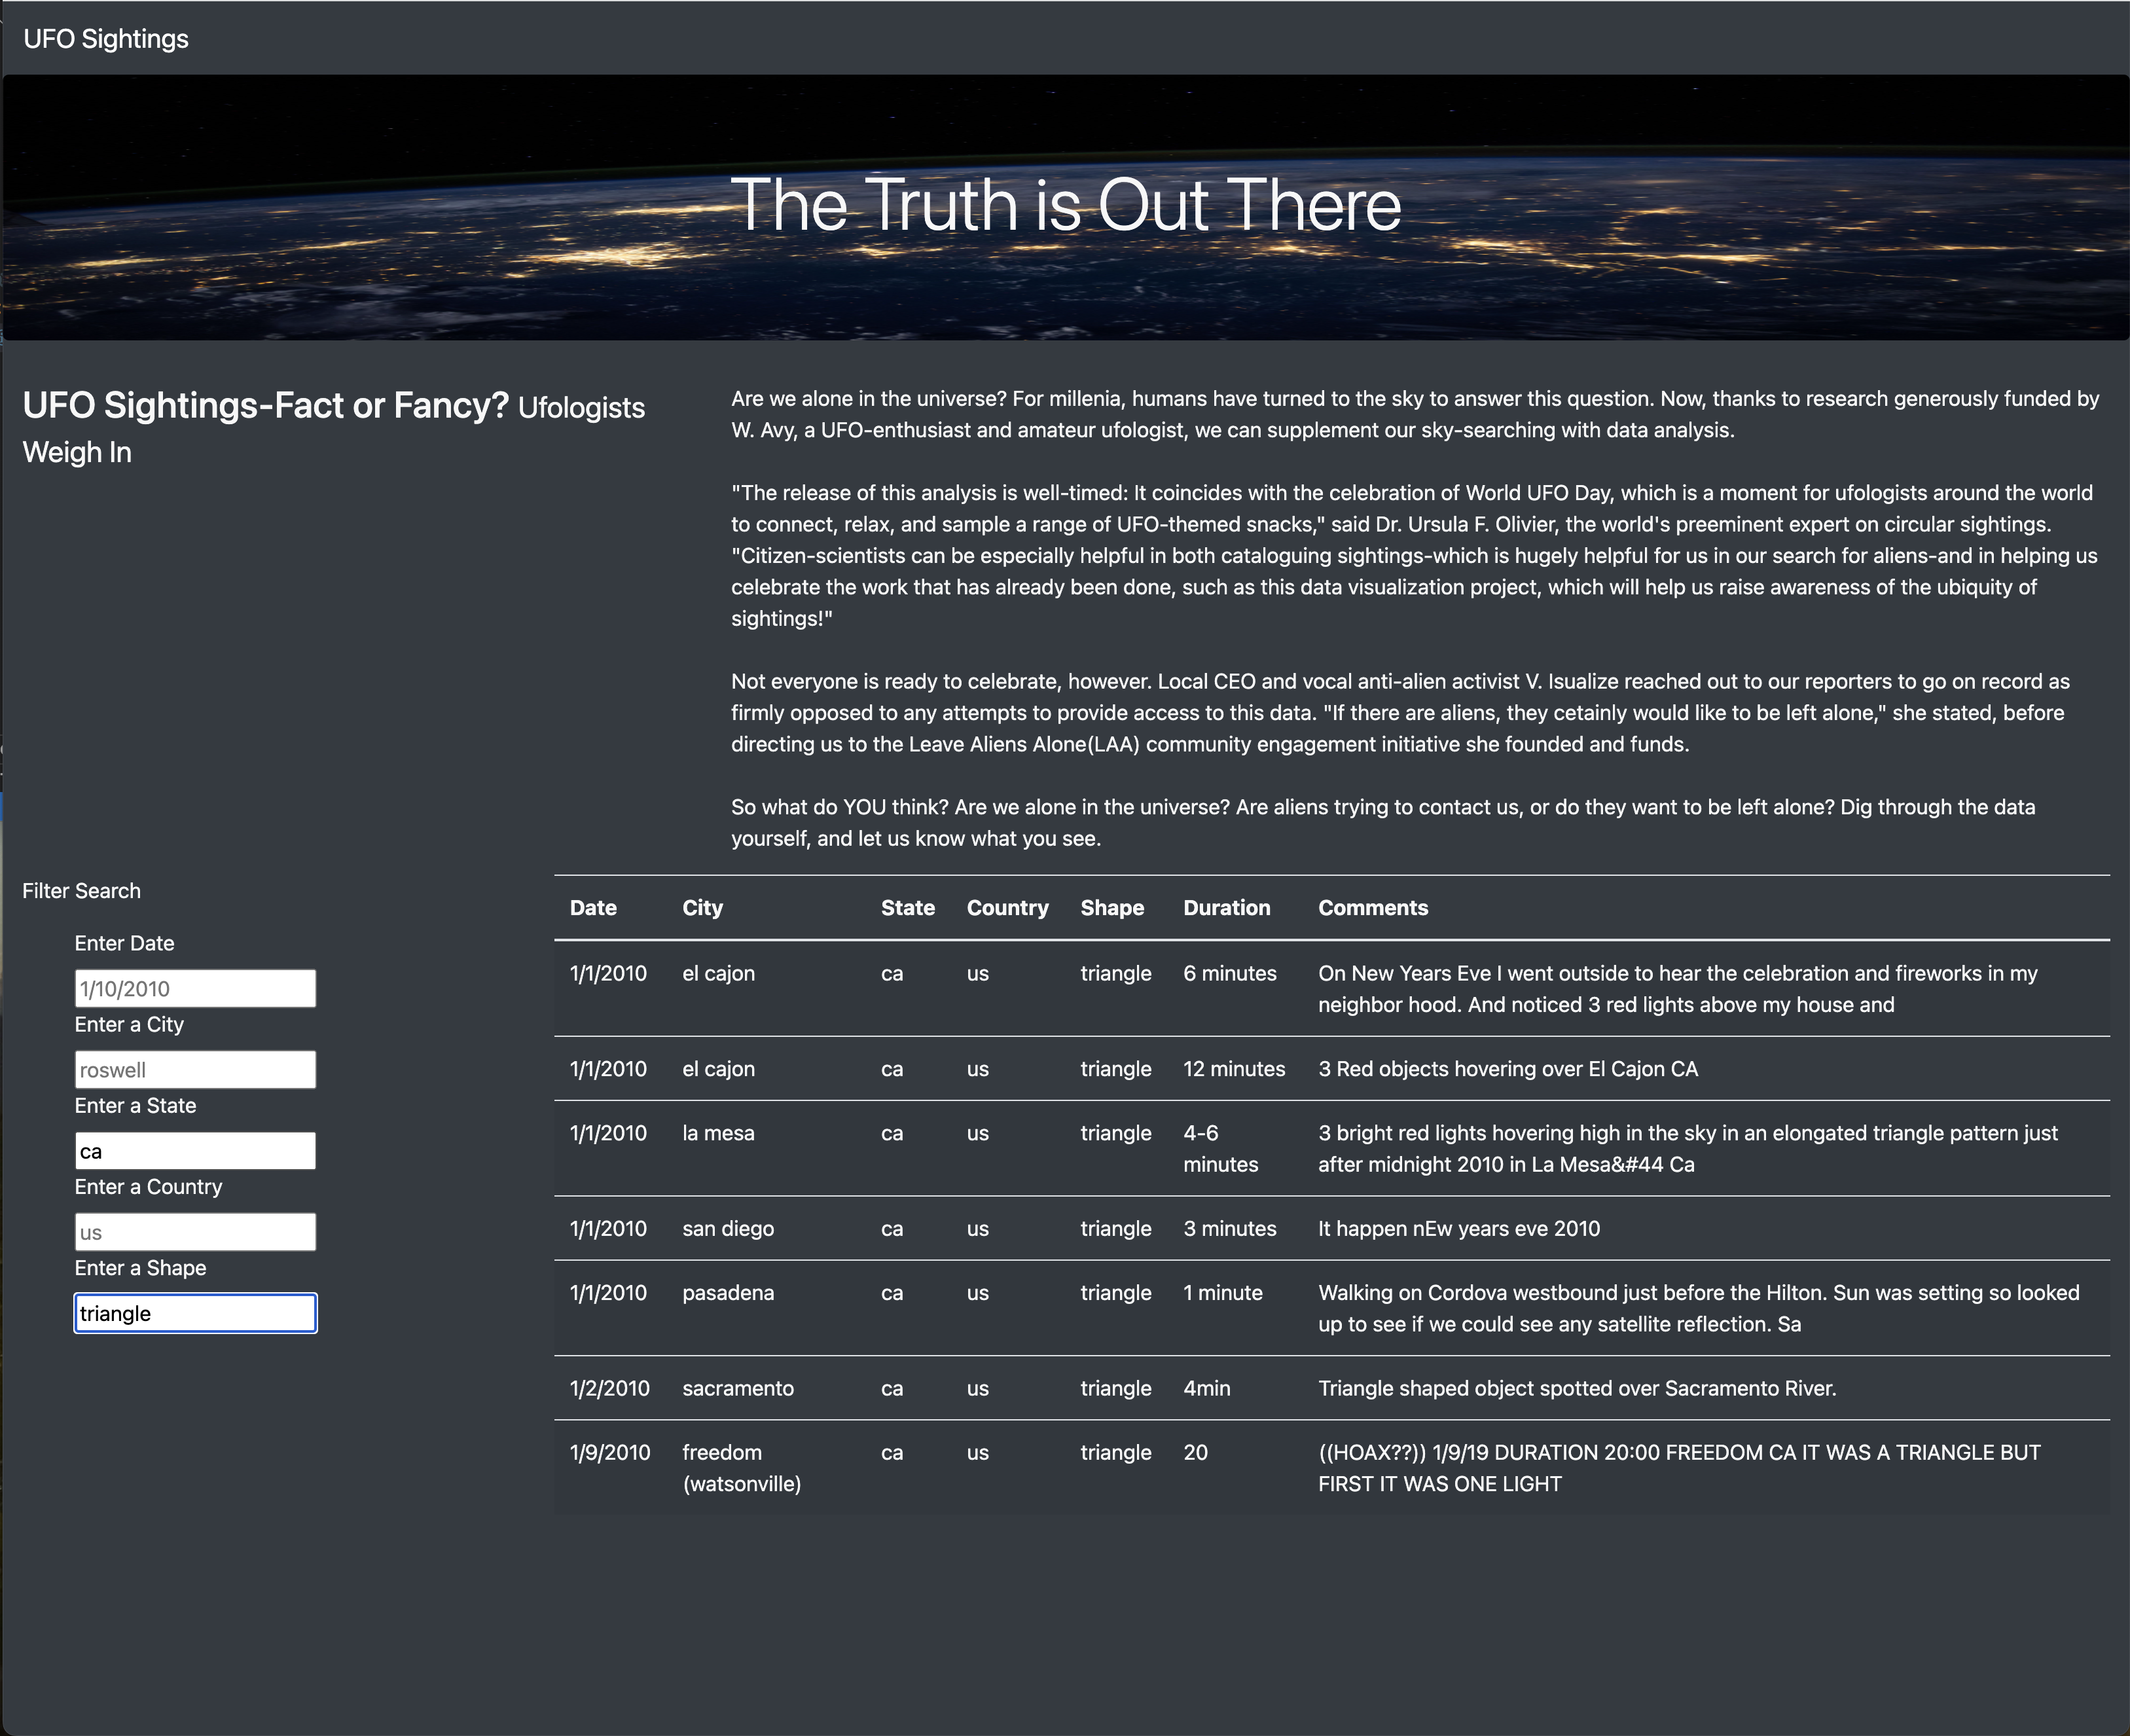 UFO Sightings
The Truth is Out There
UFO Sightings-Fact or Fancy? Ufologists
Weigh In
Are we alone in the universe? For millenia, humans have turned to the sky to answer this question. Now, thanks to research generously funded by
W. Avy, a UFO-enthusiast and amateur ufologist, we can supplement our sky-searching with data analysis.
"The release of this analysis is well-timed: It coincides with the celebration of World UFO Day, which is a moment for ufologists around the world
to connect, relax, and sample a range of UFO-themed snacks," said Dr. Ursula F. Olivier, the world's preeminent expert on circular sightings.
"Citizen-scientists can be especially helpful in both cataloguing sightings-which is hugely helpful for us in our search for aliens-and in helping us
celebrate the work that has already been done, such as this data visualization project, which will help us raise awareness of the ubiquity of
sightings!"
Not everyone is ready to celebrate, however. Local CEO and vocal anti-alien activist V. Isualize reached out to our reporters to go on record as
firmly opposed to any attempts to provide access to this data. "If there are aliens, they cetainly would like to be left alone," she stated, before
directing us to the Leave Aliens Alone(LAA) community engagement initiative she founded and funds.
So what do YOU think? Are we alone in the universe? Are aliens trying to contact us, or do they want to be left alone? Dig through the data
yourself, and let us know what you see.
Filter Search
Enter Date
1/10/2010
Enter a City
roswell
Enter a State
ca
Enter a Country
us
Enter a Shape
triangle
Date City State Country Shape Duration Comments
1/1/2010 el cajon ca us triangle 6 minutes On New Years Eve I went outside to hear the celebration and fireworks in my
neighbor hood. And noticed 3 red lights above my house and
1/1/2010 el cajon ca us triangle 12 minutes 3 Red objects hovering over El Cajon CA
1/1/2010 la mesa ca us triangle 4-6 3 bright red lights hovering high in the sky in an elongated triangle pattern just
minutes after midnight 2010 in La Mesa&#44 Ca
1/1/2010 san diego ca us triangle 3 minutes It happen nEw years eve 2010
1/1/2010 pasadena ca us triangle 1 minute Walking on Cordova westbound just before the Hilton. Sun was setting so looked
up to see if we could see any satellite reflection. Sa
1/2/2010 sacramento ca us triangle 4min Triangle shaped object spotted over Sacramento River.
1/9/2010 freedom ca us triangle 20 ((HOAX??)) 1/9/19 DURATION 20:00 FREEDOM CA IT WAS A TRIANGLE BUT
(watsonville) FIRST IT WAS ONE LIGHT